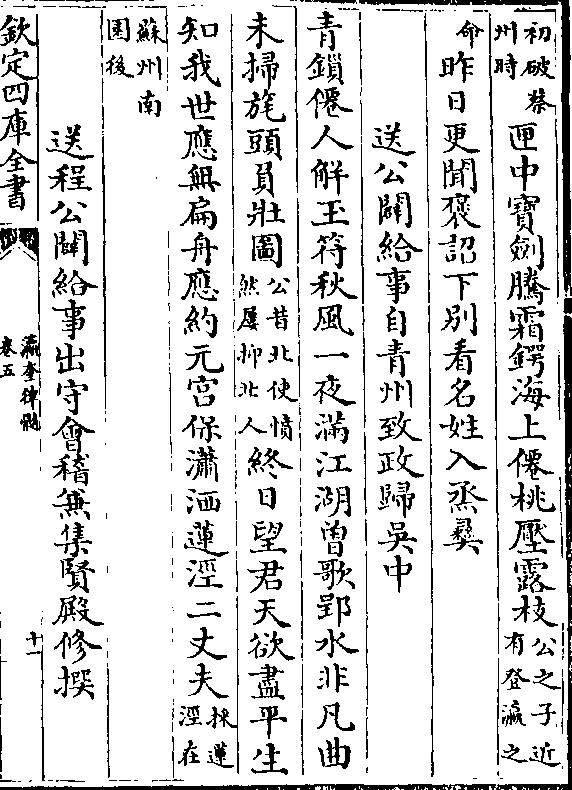 初破蔡州時匣中寶劍騰霜鍔海上僊桃壓露枝公之子近有登瀛之
命昨日更聞褒詔下别看名姓入烝彞
送公闢給事自青州致政歸吳中
青鎖僊人解玉符秋風一夜滿江湖曽歌郢水非凡曲
未掃旄頭負壯圖公昔北使憤然屢抑北人終日望君天欲盡平生
知我世應無扁舟應約元宫保瀟洒蓮涇二丈夫採蓮涇在
蘇州南園後
送程公闢給事出守㑹稽兼集賢殿修撰
欽定四庫全書
瀛奎律髓
卷五
十一